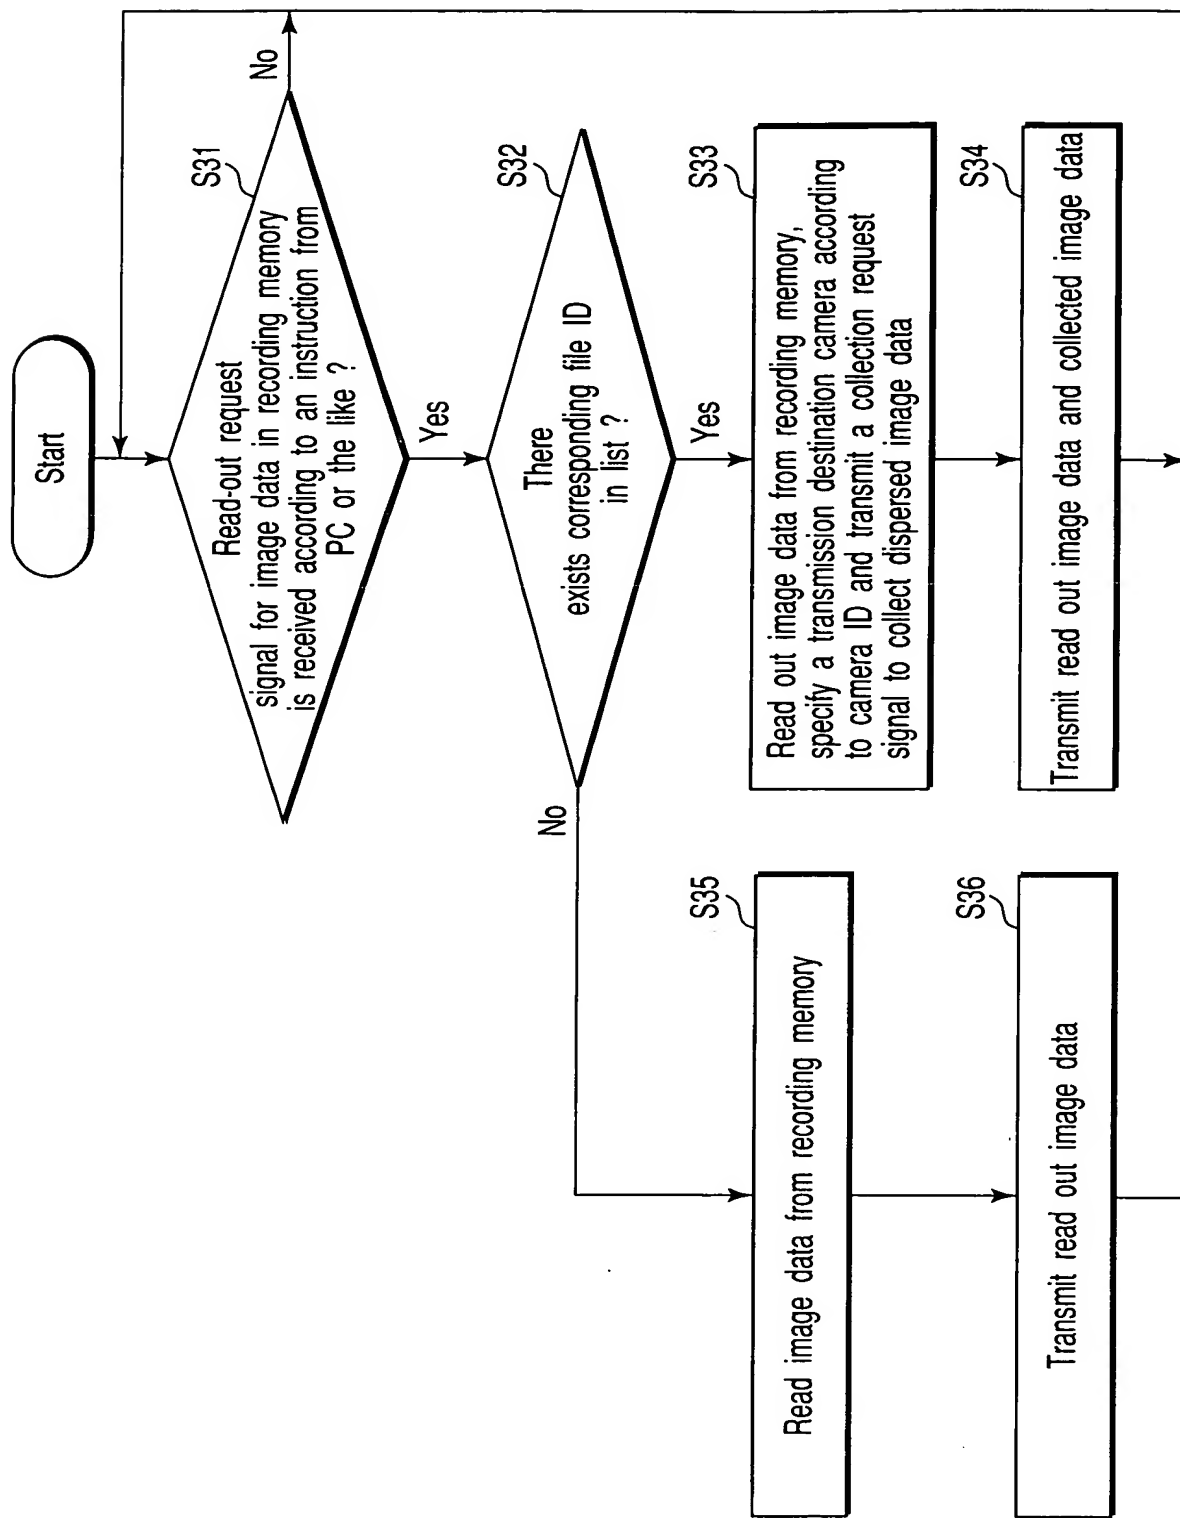 Start
S31
Read-out request
signal for image data in recording memory
is received according to an instruction from
PC or the like ?
No
Yes
S32
There
exists corresponding file ID
in list ?
No
Yes
S33
Read out image data from recording memory,
specify a transmission destination camera according
to camera ID and transmit a collection request
signal to collect dispersed image data
S34
Transmit read out image data and collected image data
S35
Read image data from recording memory
S36
Transmit read out image data